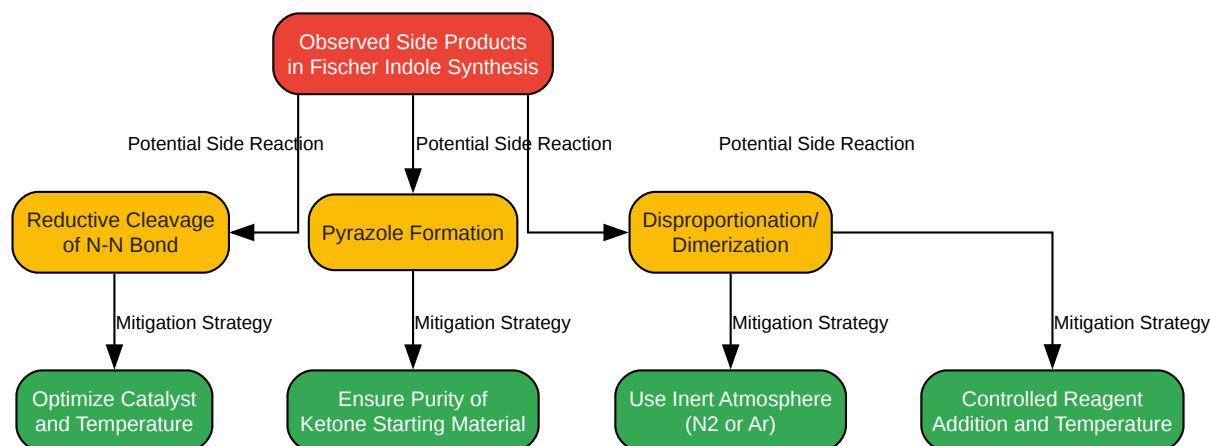 Observed Side Products
in Fischer Indole Synthesis
Potential Side Reaction
Potential Side Reaction
Potential Side Reaction
Reductive Cleavage
of N-N Bond
Pyrazole Formation
Disproportionation/
Dimerization
Mitigation Strategy
Mitigation Strategy
Mitigation Strategy
Mitigation Strategy
Optimize Catalyst
and Temperature
Ensure Purity of
Ketone Starting Material
Use Inert Atmosphere
(N2 or Ar)
Controlled Reagent
Addition and Temperature